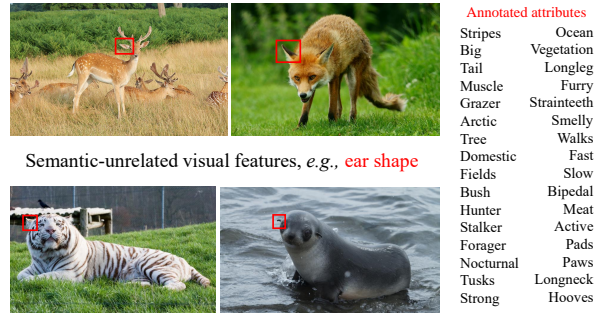 Annotated attributes
Stripes Ocean
Big Vegetation
Tail Longleg
Muscle Furry
Grazer Strainteeth
Arctic Smelly
Tree Walks
Domestic Fast
Fields Slow
Bush Bipedal
Hunter Meat
Stalker Active
Forager Pads
Nocturnal Paws
Tusks Longneck
Strong Hooves
Semantic-unrelated visual features, e.g., ear shape